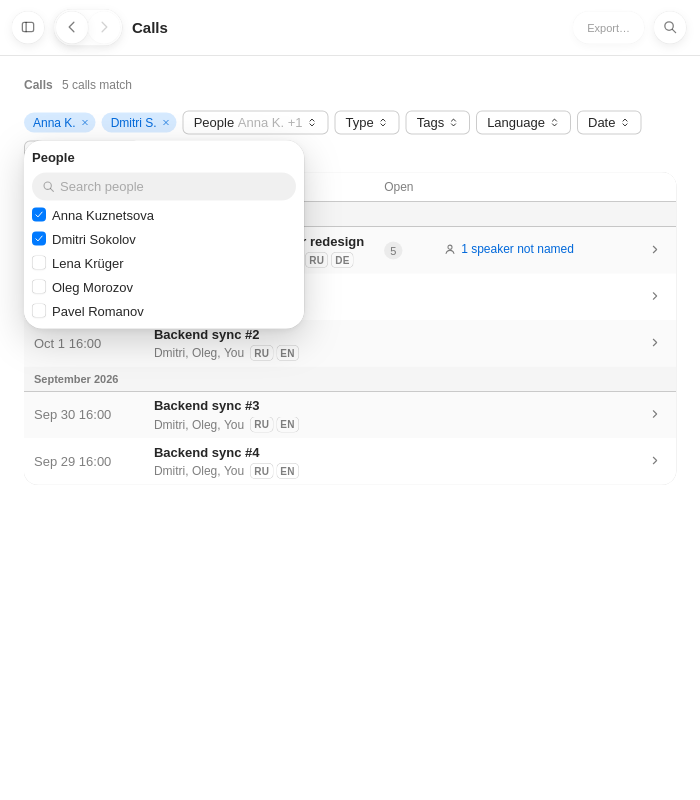 Calls
Export…
Calls 5 calls match
Anna K. × Dmitri S. × People Anna K. +1 Type Tags Language Date
People
Search people
Anna Kuznetsova
Dmitri Sokolov
Lena Krüger
Oleg Morozov
Pavel Romanov
Open
redesign
RU DE
5
1 speaker not named
Oct 1 16:00
Backend sync #2
Dmitri, Oleg, You RU EN
September 2026
Sep 30 16:00
Backend sync #3
Dmitri, Oleg, You RU EN
Sep 29 16:00
Backend sync #4
Dmitri, Oleg, You RU EN